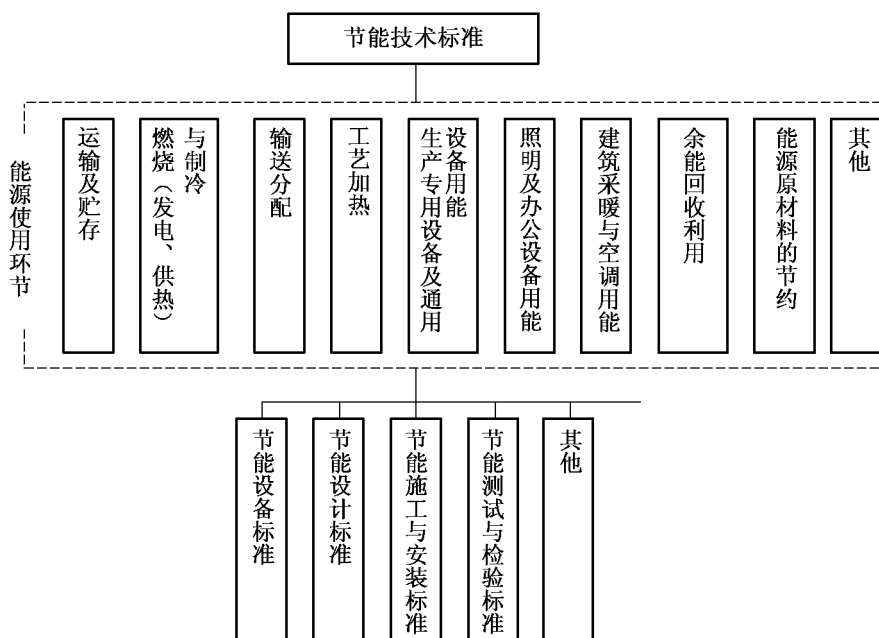 节能技术标准
能源使用环节
运输及贮存
燃烧（发电、供热）
与制冷
输送分配
工艺加热
生产专用设备及通用
设备用能
照明及办公设备用能
建筑采暖与空调用能
余能回收利用
能源原材料的节约
其他
节能设备标准
节能设计标准
节能施工与安装标准
节能测试与检验标准
其他